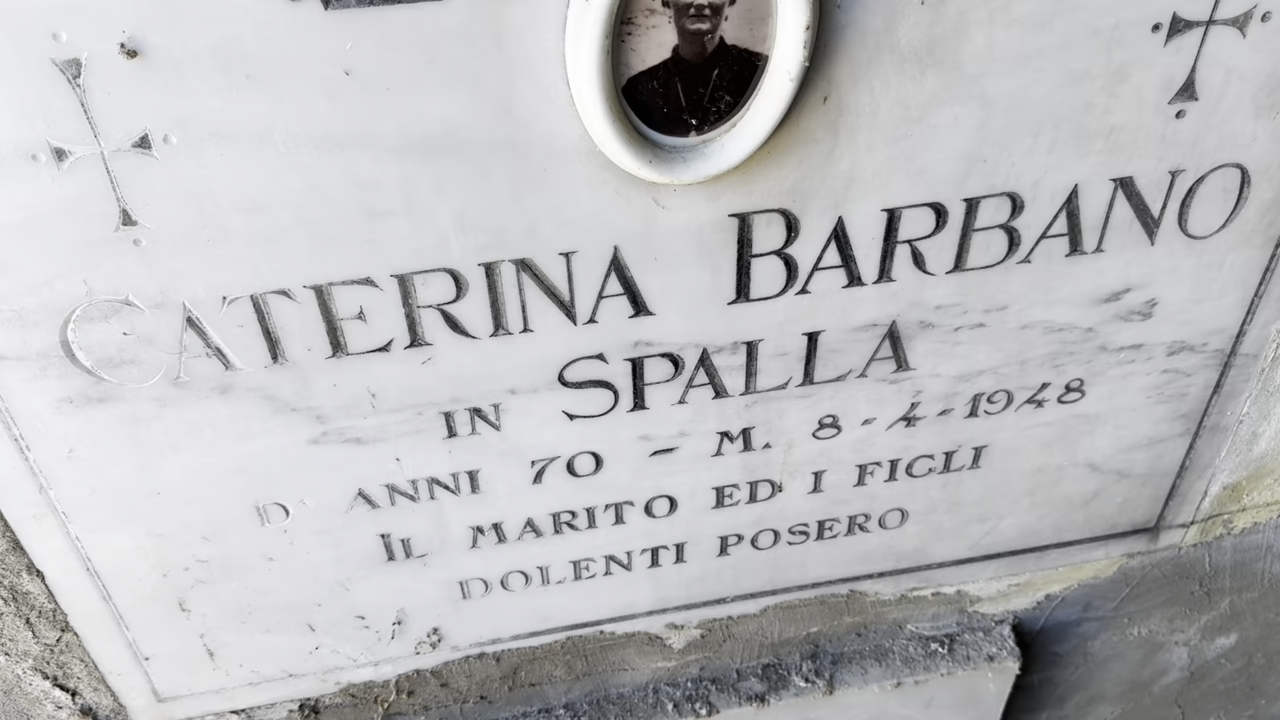 CATERINA BARBANO
IN SPALLA
D' ANNI 70 - M. 8-4-1948
IL MARITO ED I FIGLI
DOLENTI POSERO